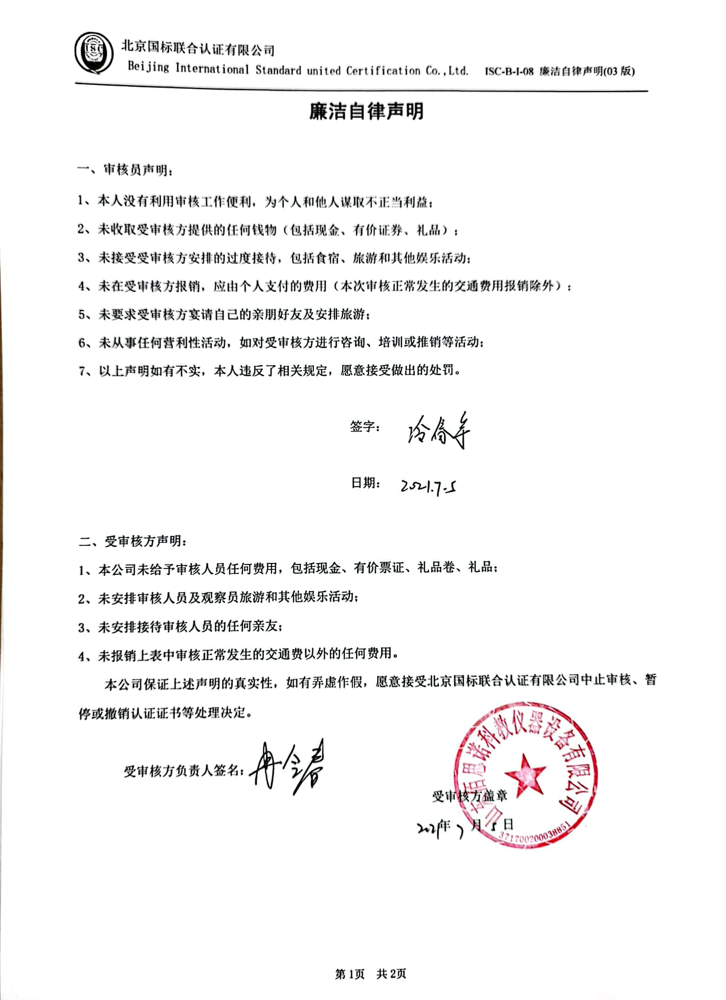 ISC
北京国标联合认证有限公司
Beijing International Standard united Certification Co.,Ltd. ISC-B-I-08 廉洁自律声明(03 版)
廉洁自律声明
一、审核员声明：
1、本人没有利用审核工作便利，为个人和他人谋取不正当利益；
2、未收取受审核方提供的任何钱物（包括现金、有价证券、礼品）；
3、未接受受审核方安排的过度接待，包括食宿、旅游和其他娱乐活动；
4、未在受审核方报销，应由个人支付的费用（本次审核正常发生的交通费用报销除外）；
5、未要求受审核方宴请自己的亲朋好友及安排旅游；
6、未从事任何营利性活动，如对受审核方进行咨询、培训或推销等活动；
7、以上声明如有不实，本人违反了相关规定，愿意接受做出的处罚。
签字：
日期： 2021.7.5
二、受审核方声明：
1、本公司未给予审核人员任何费用，包括现金、有价票证、礼品卷、礼品；
2、未安排审核人员及观察员旅游和其他娱乐活动；
3、未安排接待审核人员的任何亲友；
4、未报销上表中审核正常发生的交通费以外的任何费用。
本公司保证上述声明的真实性，如有弄虚作假，愿意接受北京国标联合认证有限公司中止审核、暂
停或撤销认证证书等处理决定。
受审核方负责人签名：冉令春
山东佰思诺科教仪器设备有限公司
受审核方盖章
2021年7月5日
371700200038851
第1页 共2页